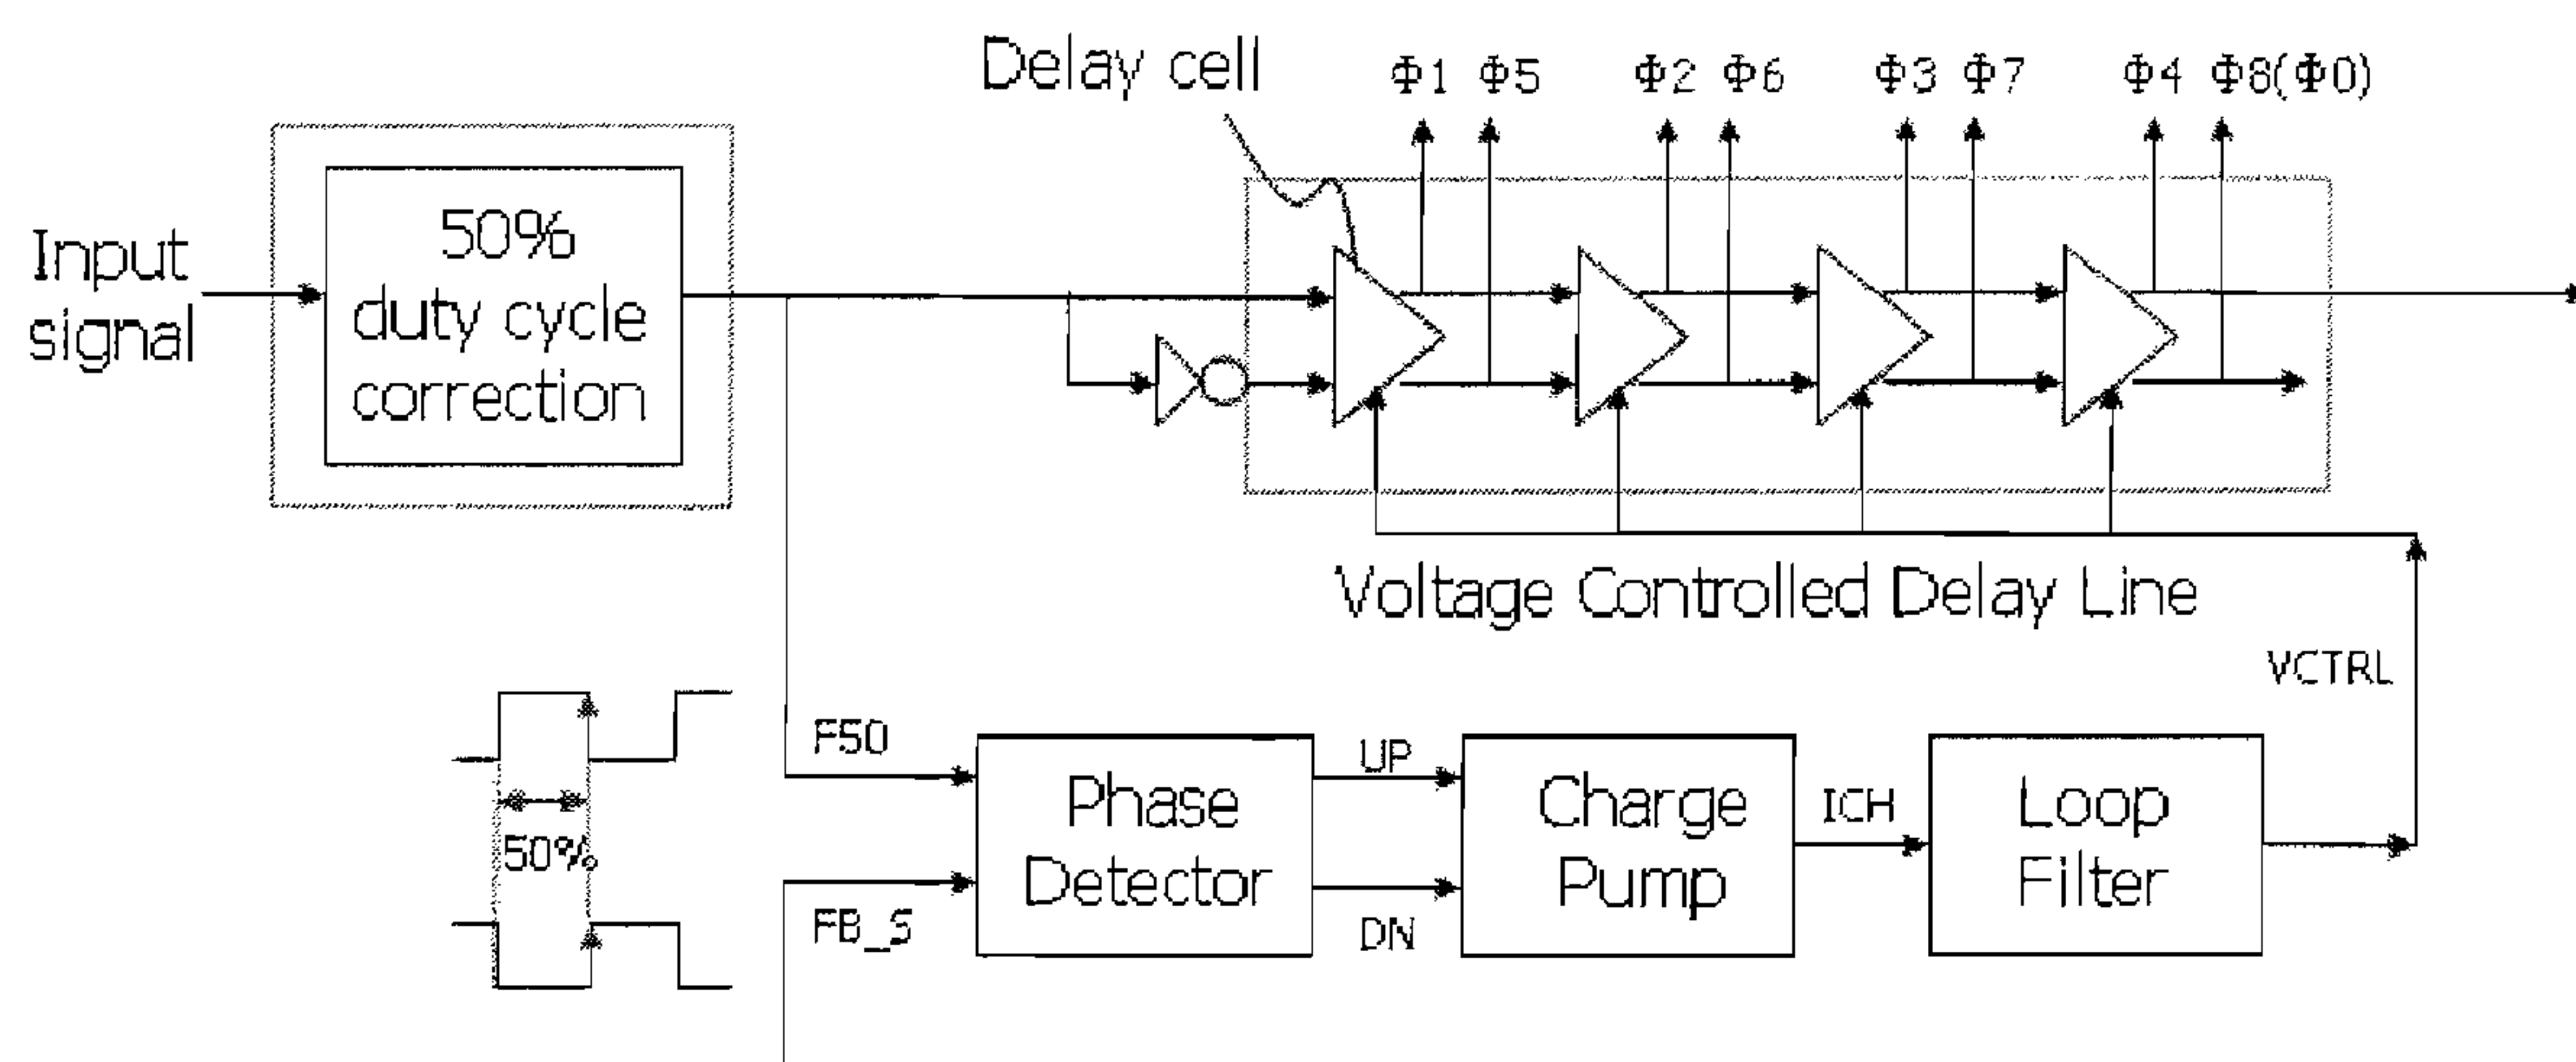 Delay cell
Φ1 Φ5 Φ2 Φ6 Φ3 Φ7 Φ4 Φ8(Φ0)
Input
signal
50%
duty cycle
correction
Voltage Controlled Delay Line
VCTRL
F50
FB_S
Phase
Detector
UP
DN
Charge
Pump
ICH
Loop
Filter
50%